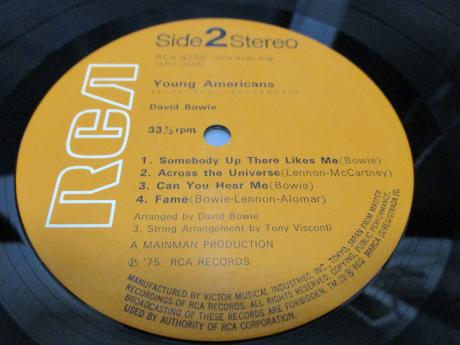 RCA
Side 2 Stereo
RCA-6299
Young Americans
David Bowie
33⅓ rpm
1. Somebody Up There Likes Me (Bowie)
2. Across the Universe (Lennon-McCartney)
3. Can You Hear Me (Bowie)
4. Fame (Bowie-Lennon-Alomar)
Arranged by David Bowie
3. String Arrangement by Tony Visconti
A MAINMAN PRODUCTION
Ⓟ '75 RCA RECORDS
MANUFACTURED BY VICTOR MUSICAL INDUSTRIES, INC., TOKYO, JAPAN FROM MASTER
RECORDINGS OF RCA RECORDS. ALL RIGHTS RESERVED, COPYING, PUBLIC PERFORMANCE,
BROADCASTING OF THESE RECORDS ARE FORBIDDEN. TM.(S) ® REG. MARCA (S) REGISTRADA (S).
USED BY AUTHORITY OF RCA CORPORATION.